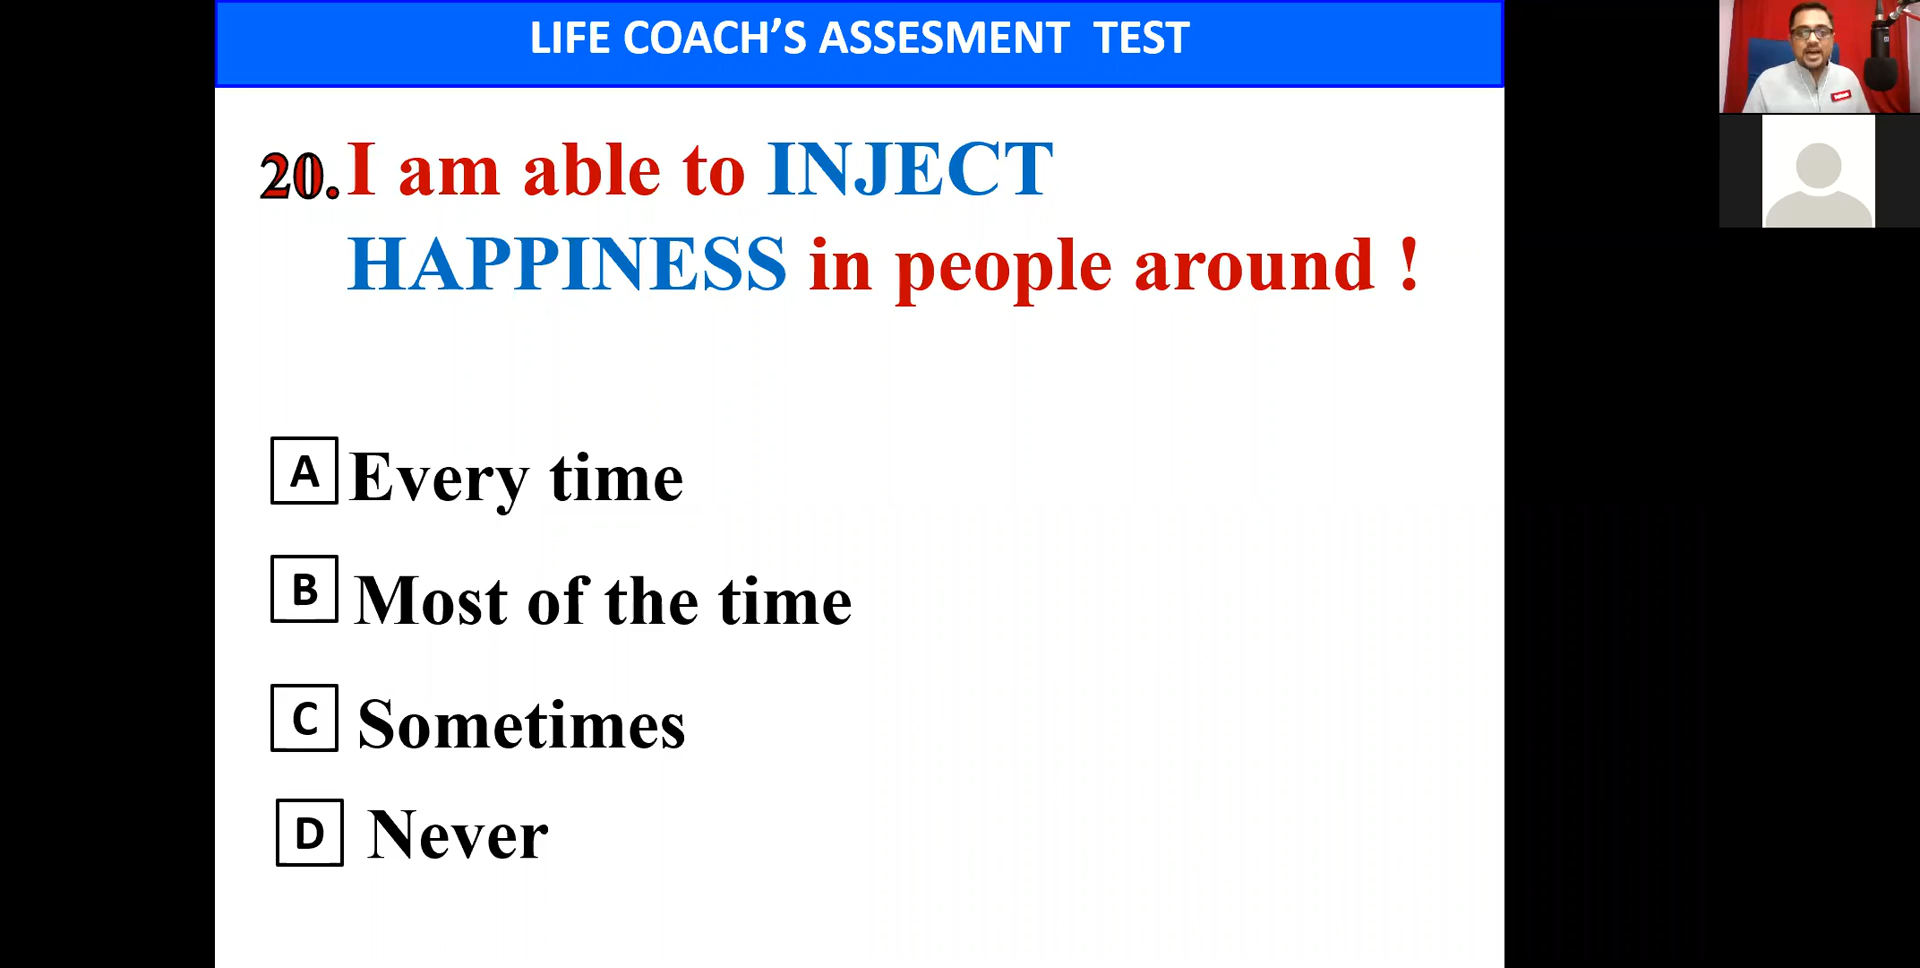 LIFE COACH’S ASSESMENT TEST
20. I am able to INJECT
HAPPINESS in people around !
A Every time
B Most of the time
C Sometimes
D Never